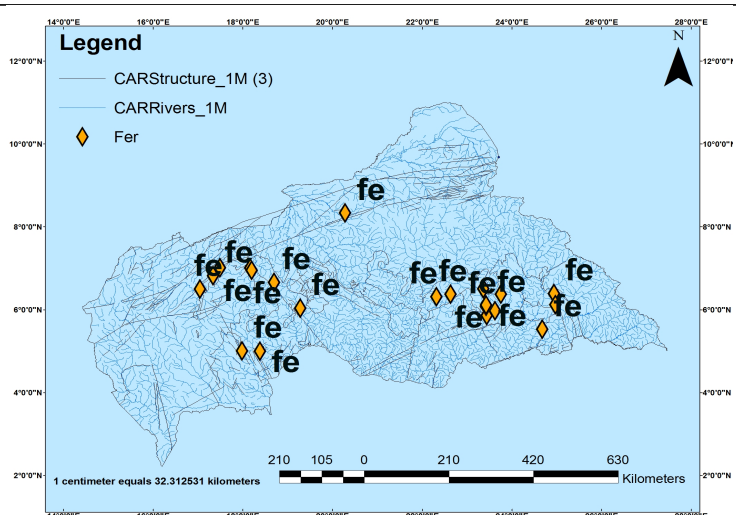 14°0'0"E 16°0'0"E 18°0'0"E 20°0'0"E 22°0'0"E 24°0'0"E 26°0'0"E 28°0'0"E
Legend
N
12°0'0"N 12°0'0"N
CARStructure_1M (3)
CARRivers_1M
Fer
10°0'0"N 10°0'0"N
fe
8°0'0"N 8°0'0"N
fe fe fe fe
fe fe fe fe fe
fe fe fe
6°0'0"N 6°0'0"N
fe fe
fe
fe
4°0'0"N 4°0'0"N
210 105 0 210 420 630
Kilometers
1 centimeter equals 32.312531 kilometers
2°0'0"N 2°0'0"N